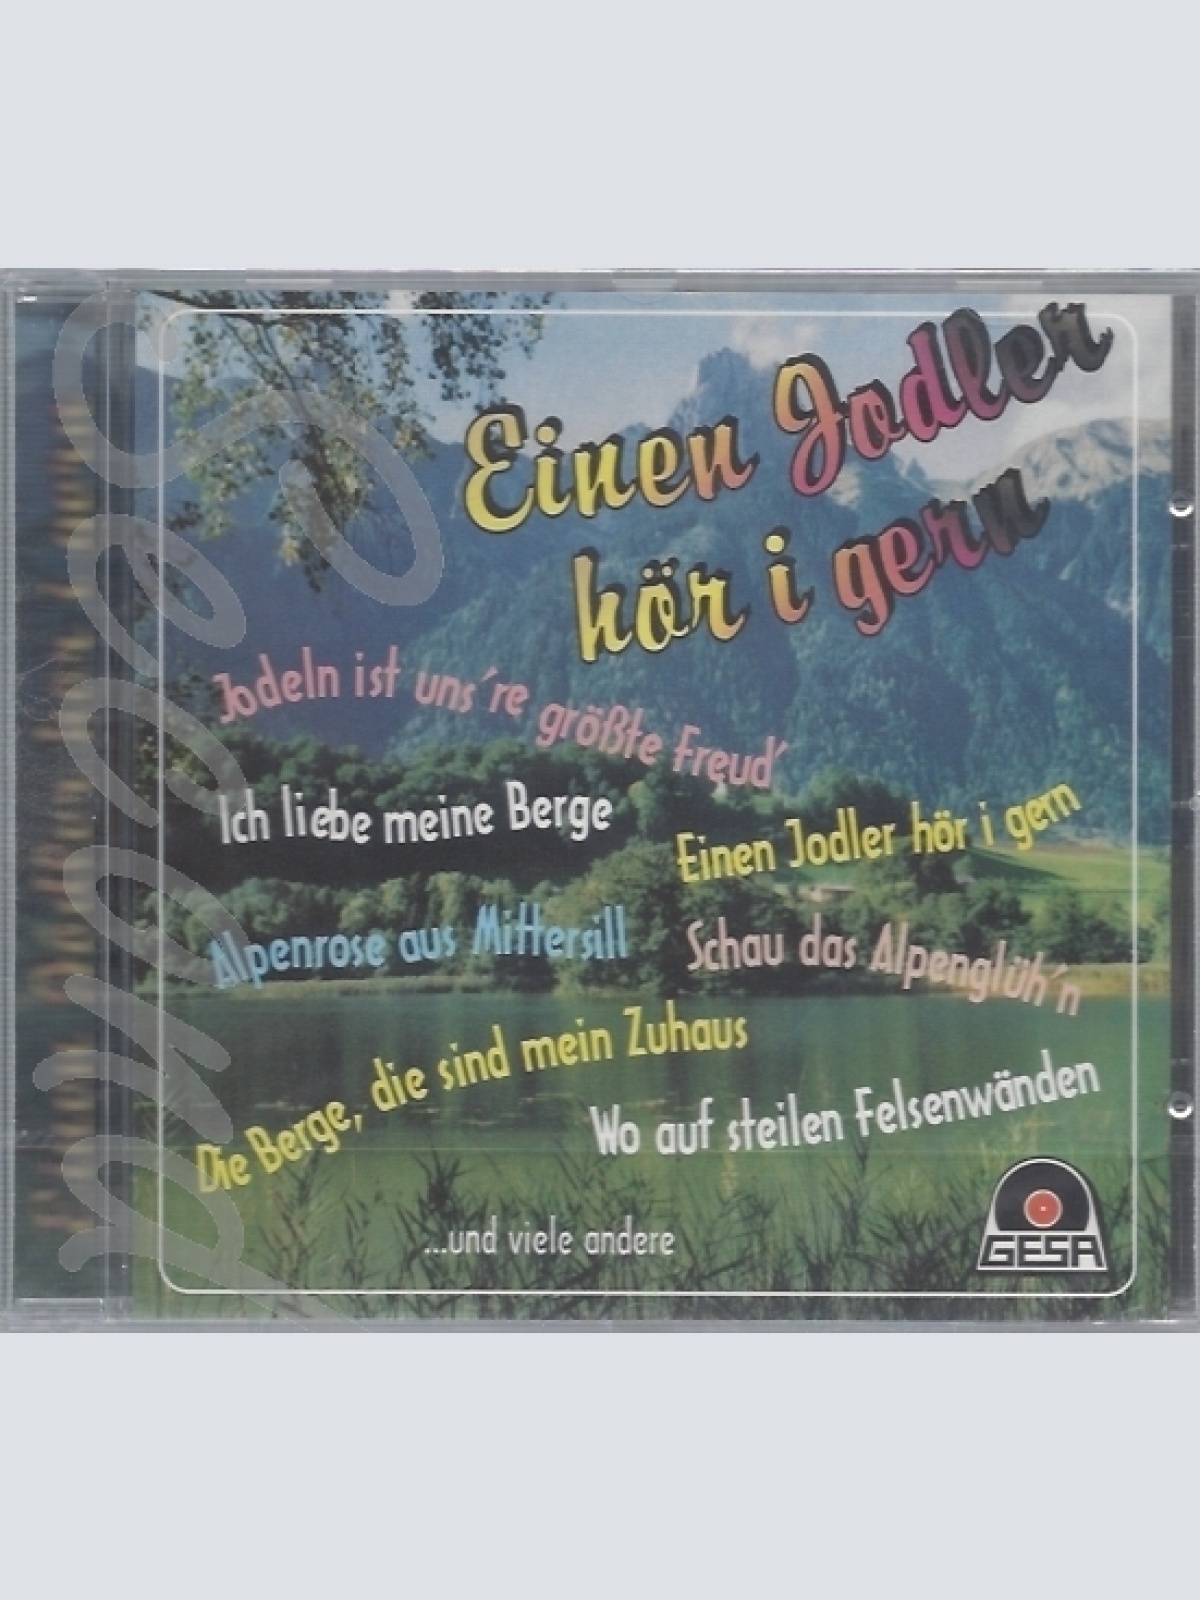 Einen Jodler
hör i gern
Jodeln ist uns're größte Freud'
Ich liebe meine Berge
Einen Jodler hör i gern
Alpenrose aus Mittersill
Schau das Alpenglüh'n
Die Berge, die sind mein Zuhaus
Wo auf steilen Felsenwänden
...und viele andere
GESA